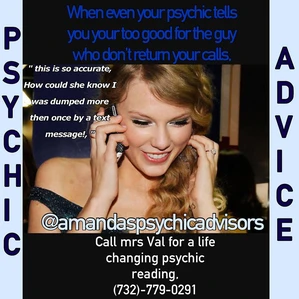 When even your psychic tells
you your too good for the guy
who don't return your calls.
PSYCHIC
ADVICE
" this is so accurate,
How could she know I
was dumped more
then once by a text
message!, "
@amandaspsychicadvisors
Call mrs Val for a life
changing psychic
reading.
(732)-779-0291